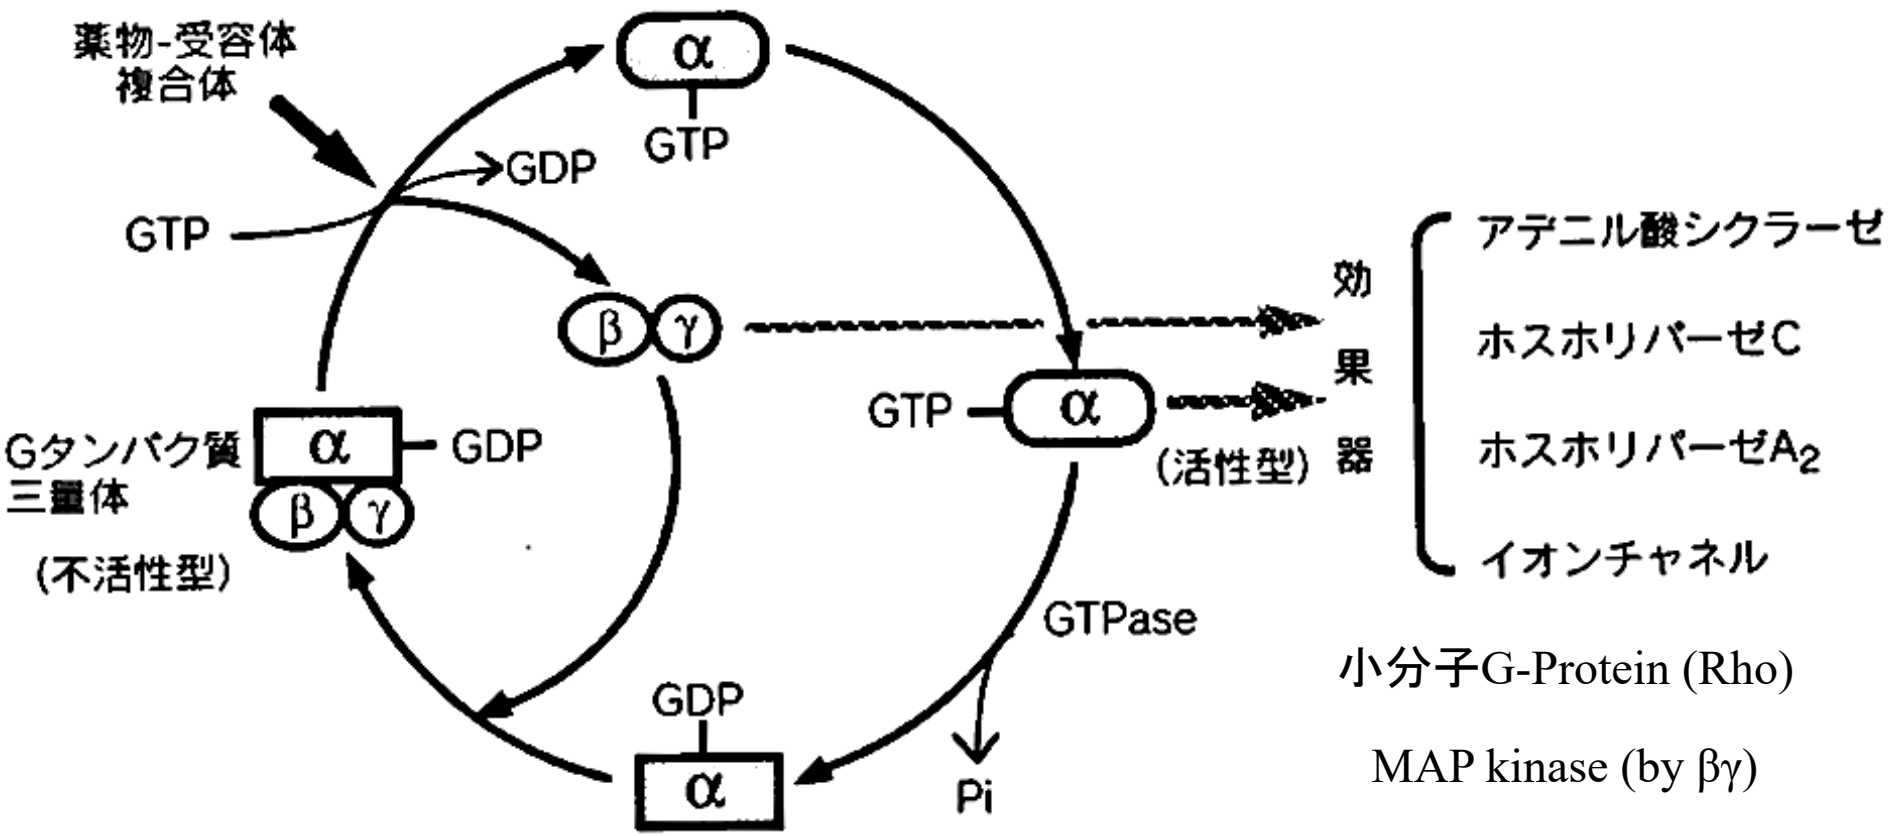 薬物-受容体
複合体
α
GTP
GDP
GTP
β γ
α
GDP
Gタンパク質
三量体
β γ
(不活性型)
GTP
α
(活性型)
効
果
器
アデニル酸シクラーゼ
ホスホリパーゼC
ホスホリパーゼA₂
イオンチャネル
GTPase
Pi
GDP
α
小分子G-Protein (Rho)
MAP kinase (by βγ)